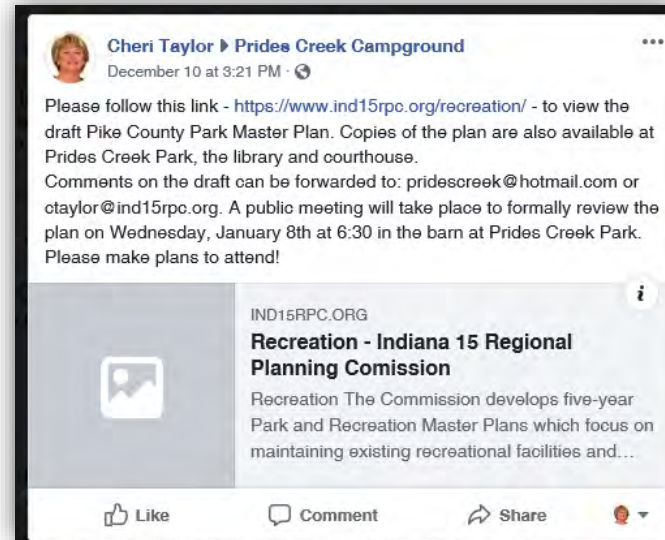 Cheri Taylor ▶ Prides Creek Campground
December 10 at 3:21 PM ·
Please follow this link - https://www.ind15rpc.org/recreation/ - to view the
draft Pike County Park Master Plan. Copies of the plan are also available at
Prides Creek Park, the library and courthouse.
Comments on the draft can be forwarded to: pridescreek@hotmail.com or
ctaylor@ind15rpc.org. A public meeting will take place to formally review the
plan on Wednesday, January 8th at 6:30 in the barn at Prides Creek Park.
Please make plans to attend!
i
IND15RPC.ORG
Recreation - Indiana 15 Regional
Planning Comission
Recreation The Commission develops five-year
Park and Recreation Master Plans which focus on
maintaining existing recreational facilities and...
Like Comment Share